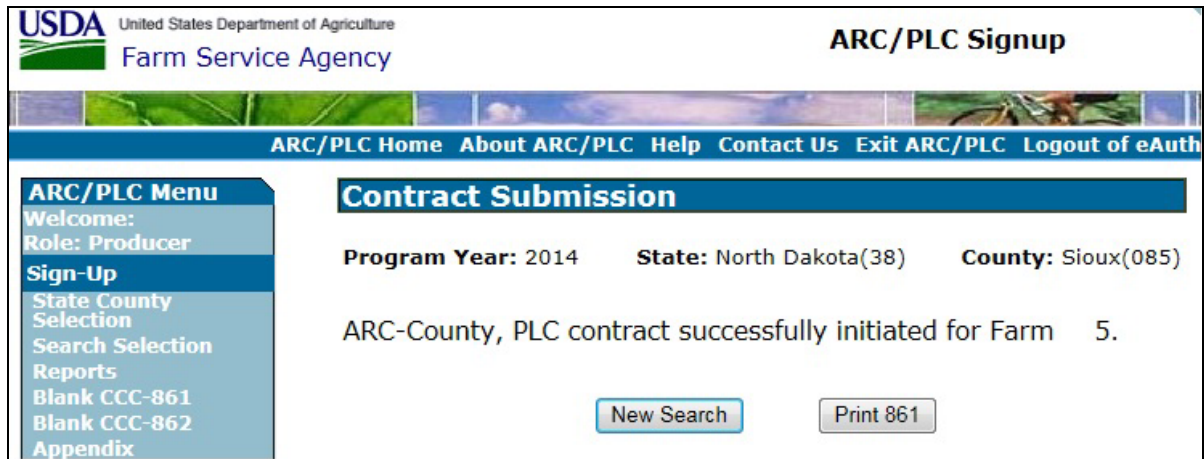 USDA United States Department of Agriculture
Farm Service Agency
ARC/PLC Signup
ARC/PLC Home About ARC/PLC Help Contact Us Exit ARC/PLC Logout of eAuth
ARC/PLC Menu
Welcome:
Role: Producer
Sign-Up
State County
Selection
Search Selection
Reports
Blank CCC-861
Blank CCC-862
Appendix
Contract Submission
Program Year: 2014 State: North Dakota(38) County: Sioux(085)
ARC-County, PLC contract successfully initiated for Farm 5.
New Search Print 861